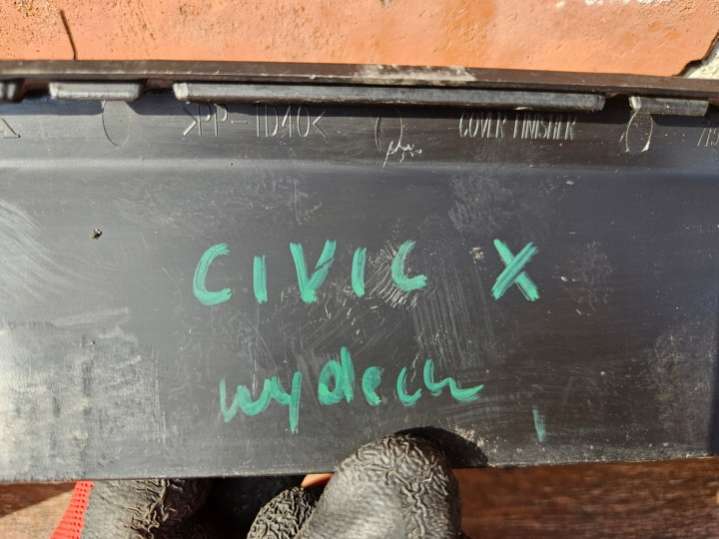 >PP-TD40< COVER FINISHER
CIVIC X
wydech